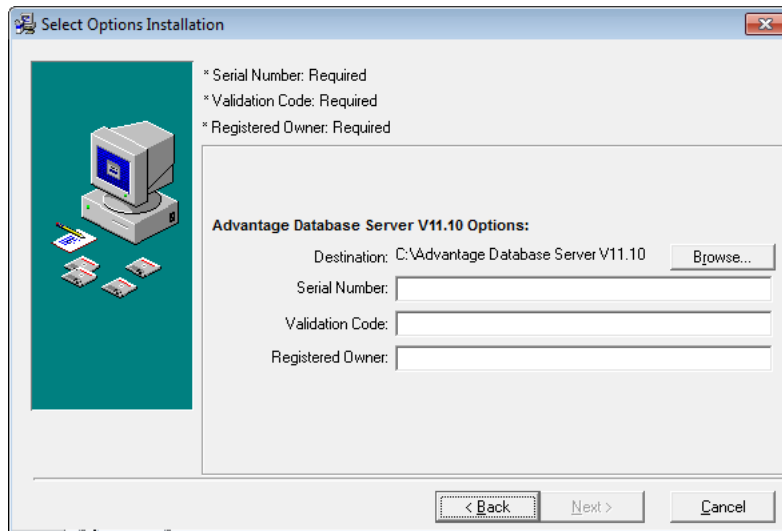 Select Options Installation
* Serial Number: Required
* Validation Code: Required
* Registered Owner: Required
Advantage Database Server V11.10 Options:
Destination: C:\Advantage Database Server V11.10 Browse...
Serial Number:
Validation Code:
Registered Owner:
< Back Next > Cancel